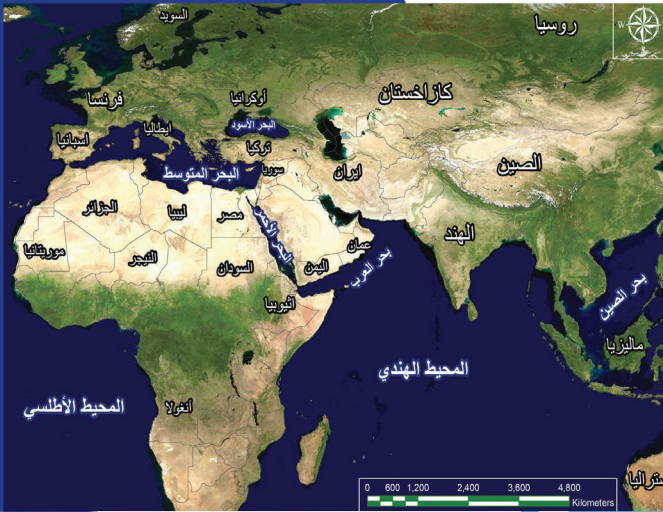 السويد
روسيا
W
فرنسا
أوكرانيا
كازاخستان
أسبانيا
ايطاليا
البحر الأسود
تركيا
سوريا
ايران
الصين
البحر المتوسط
الجزائر
ليبيا
مصر
البحر الأحمر
الهند
موريتانيا
النيجر
السودان
اليمن
عمان
بحر العرب
اثيوبيا
بحر الصين
ماليزيا
المحيط الهندي
المحيط الأطلسي
أنغولا
ستراليا
0 600 1,200 2,400 3,600 4,800
Kilometers